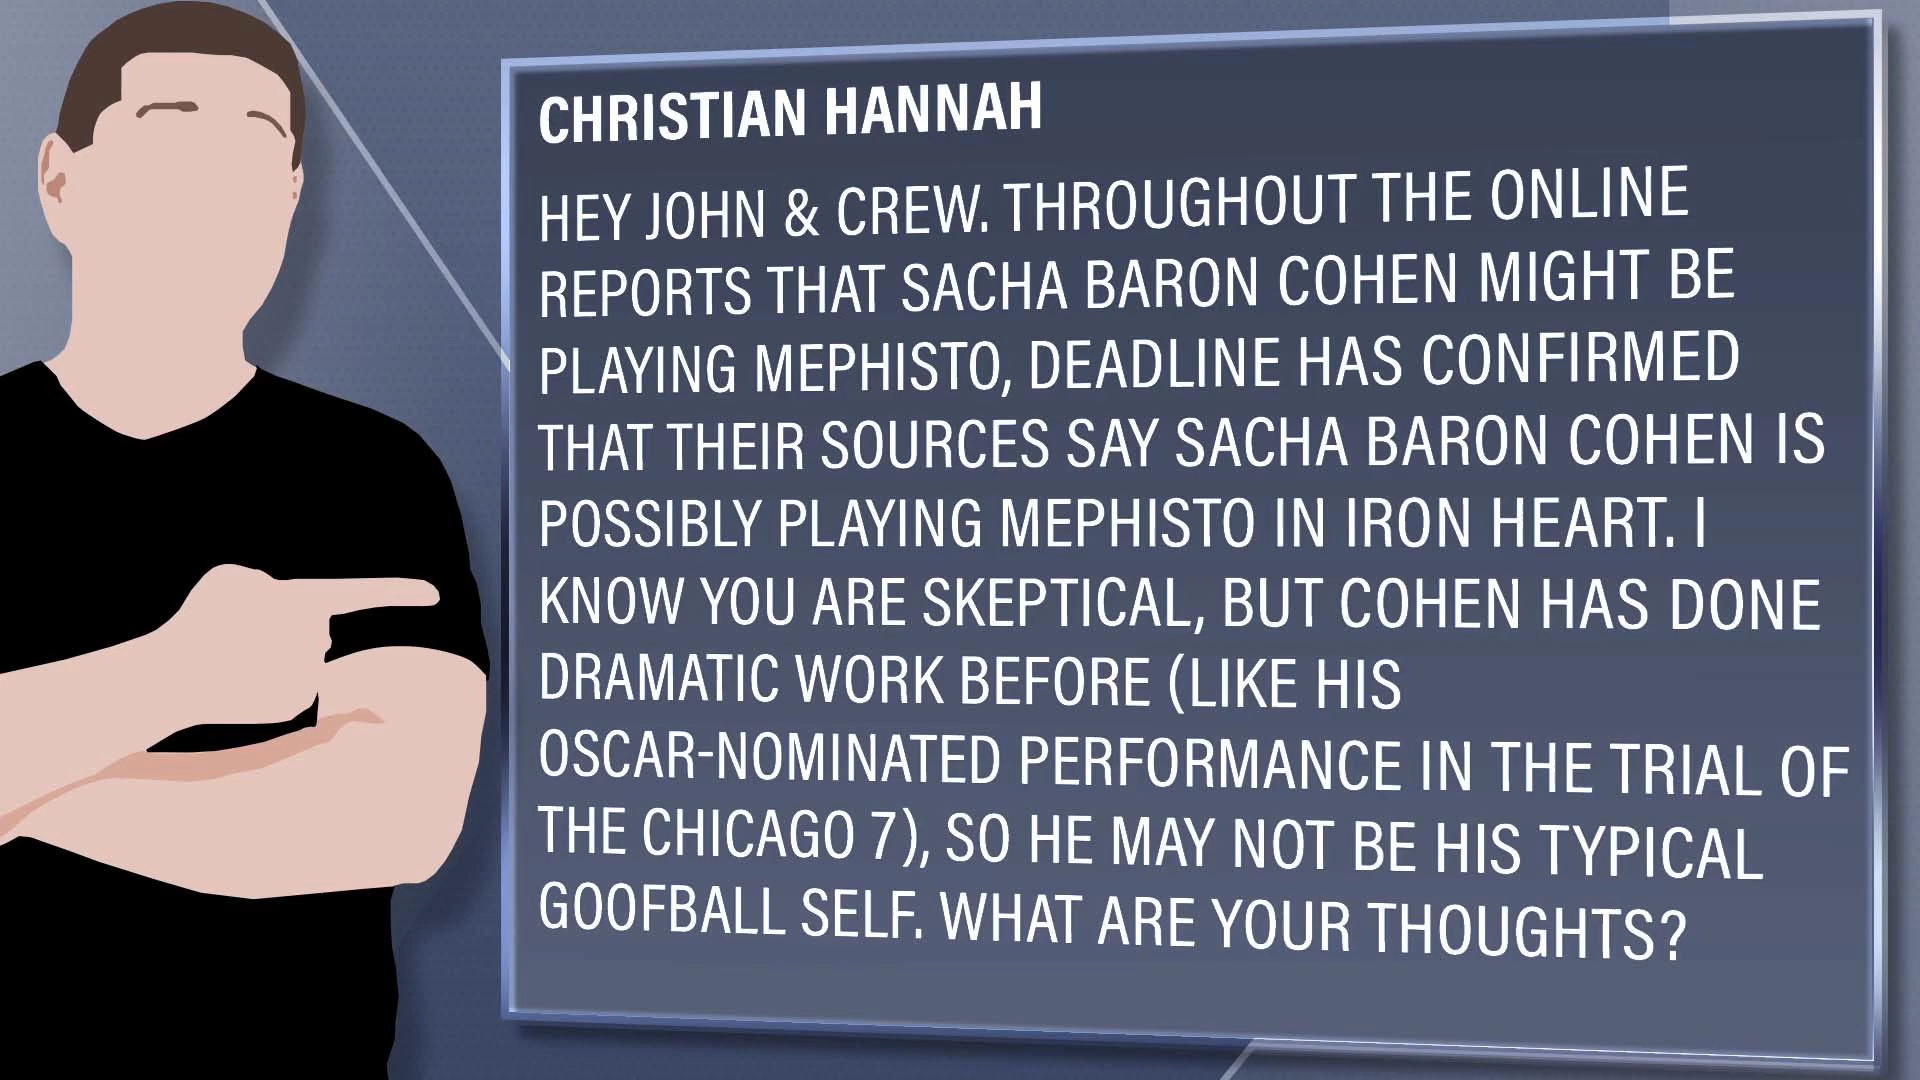 CHRISTIAN HANNAH
HEY JOHN & CREW. THROUGHOUT THE ONLINE
REPORTS THAT SACHA BARON COHEN MIGHT BE
PLAYING MEPHISTO, DEADLINE HAS CONFIRMED
THAT THEIR SOURCES SAY SACHA BARON COHEN IS
POSSIBLY PLAYING MEPHISTO IN IRON HEART. I
KNOW YOU ARE SKEPTICAL, BUT COHEN HAS DONE
DRAMATIC WORK BEFORE (LIKE HIS
OSCAR-NOMINATED PERFORMANCE IN THE TRIAL OF
THE CHICAGO 7), SO HE MAY NOT BE HIS TYPICAL
GOOFBALL SELF. WHAT ARE YOUR THOUGHTS?